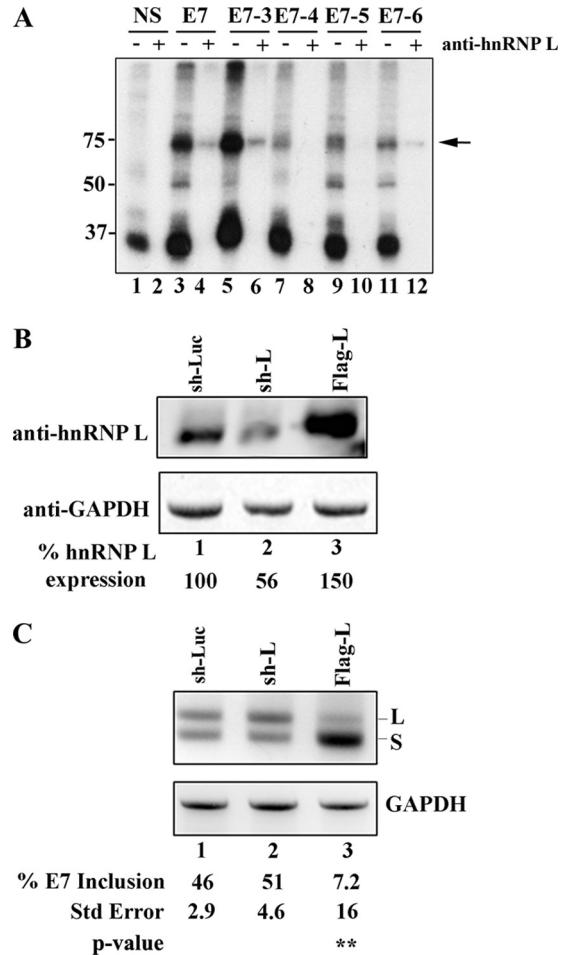 A
NS E7 E7-3 E7-4 E7-5 E7-6
- + - + - + - + - + - + anti-hnRNP L
75
50
37
1 2 3 4 5 6 7 8 9 10 11 12
B
sh-Luc sh-L Flag-L
anti-hnRNP L
anti-GAPDH
1 2 3
% hnRNP L
expression 100 56 150
C
sh-Luc sh-L Flag-L
L
S
GAPDH
1 2 3
% E7 Inclusion 46 51 7.2
Std Error 2.9 4.6 16
p-value **